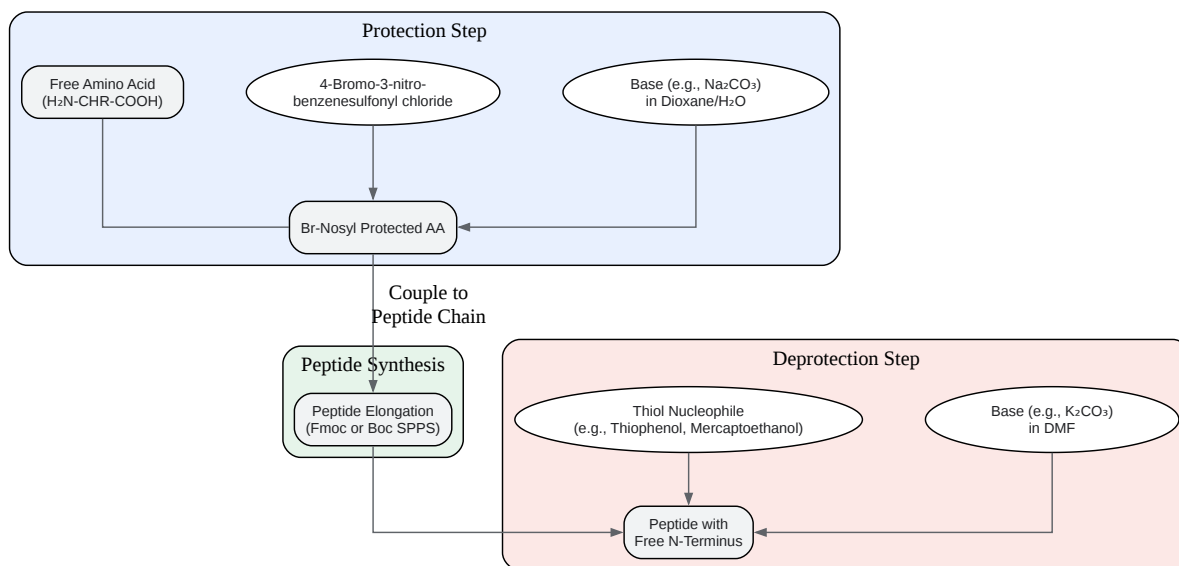 Protection Step
Free Amino Acid
(H₂N-CHR-COOH)
4-Bromo-3-nitro-
benzenesulfonyl chloride
Base (e.g., Na₂CO₃)
in Dioxane/H₂O
Br-Nosyl Protected AA
Couple to
Peptide Chain
Peptide Synthesis
Peptide Elongation
(Fmoc or Boc SPPS)
Deprotection Step
Thiol Nucleophile
(e.g., Thiophenol, Mercaptoethanol)
Base (e.g., K₂CO₃)
in DMF
Peptide with
Free N-Terminus